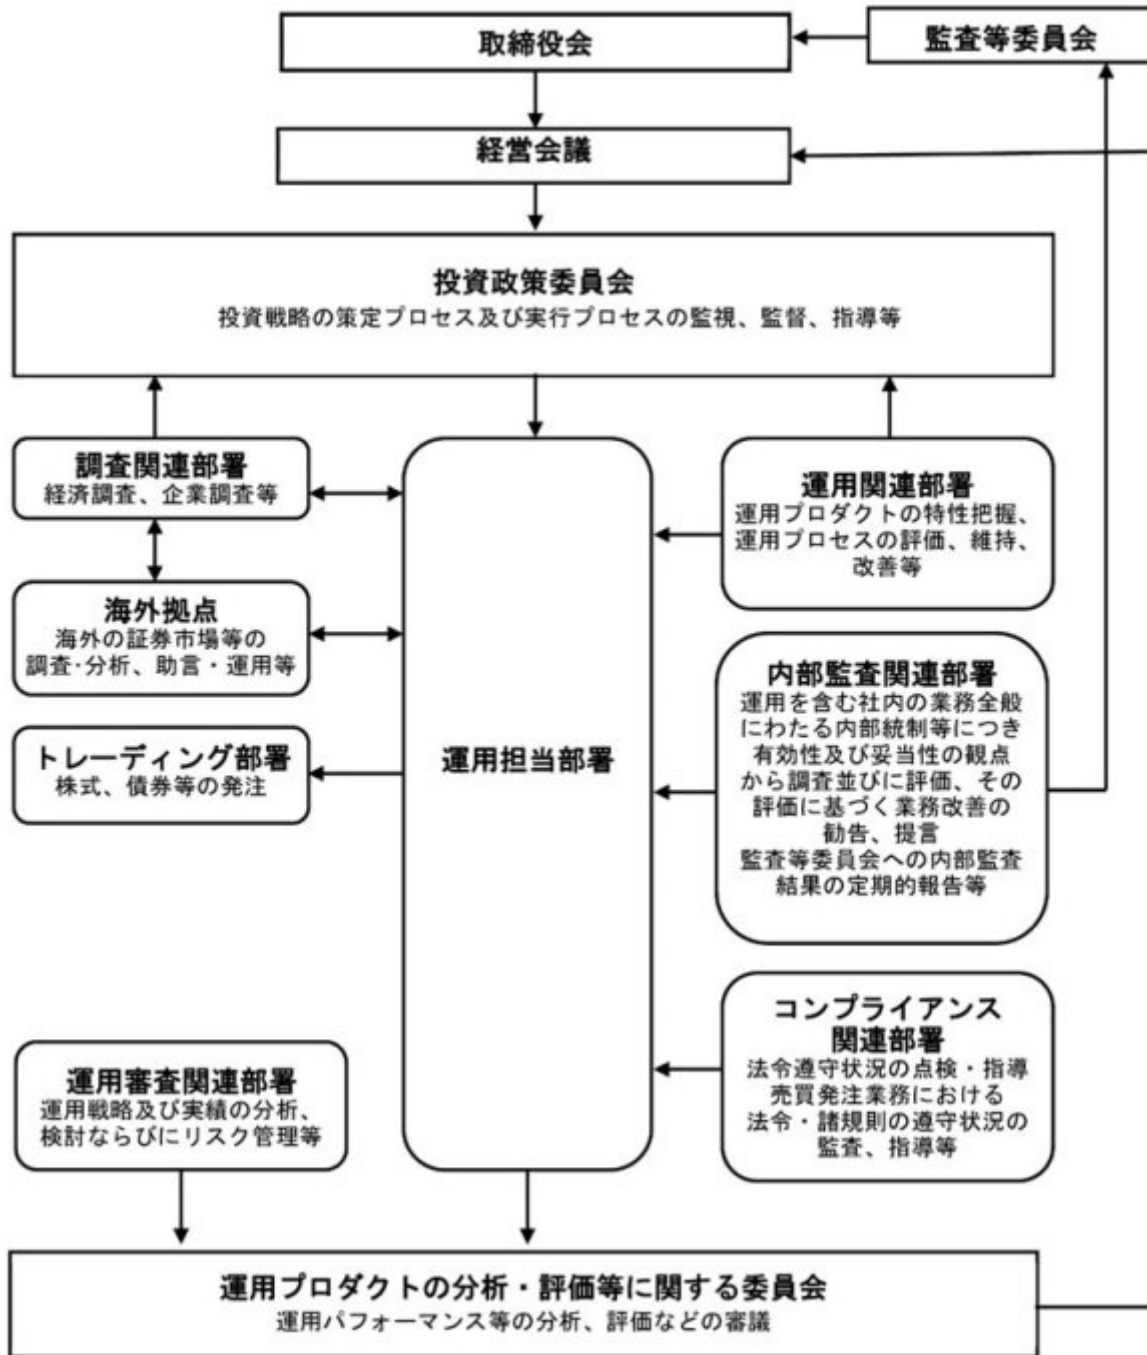 取締役会
監査等委員会
経営会議
投資政策委員会
投資戦略の策定プロセス及び実行プロセスの監視、監督、指導等
調査関連部署
経済調査、企業調査等
海外拠点
海外の証券市場等の
調査･分析、助言・運用等
トレーディング部署
株式、債券等の発注
運用担当部署
運用関連部署
運用プロダクトの特性把握、
運用プロセスの評価、維持、
改善等
内部監査関連部署
運用を含む社内の業務全般
にわたる内部統制等につき
有効性及び妥当性の観点
から調査並びに評価、その
評価に基づく業務改善の
勧告、提言
監査等委員会への内部監査
結果の定期的報告等
コンプライアンス
関連部署
法令遵守状況の点検・指導
売買発注業務における
法令・諸規則の遵守状況の
監査、指導等
運用審査関連部署
運用戦略及び実績の分析、
検討ならびにリスク管理等
運用プロダクトの分析・評価等に関する委員会
運用パフォーマンス等の分析、評価などの審議